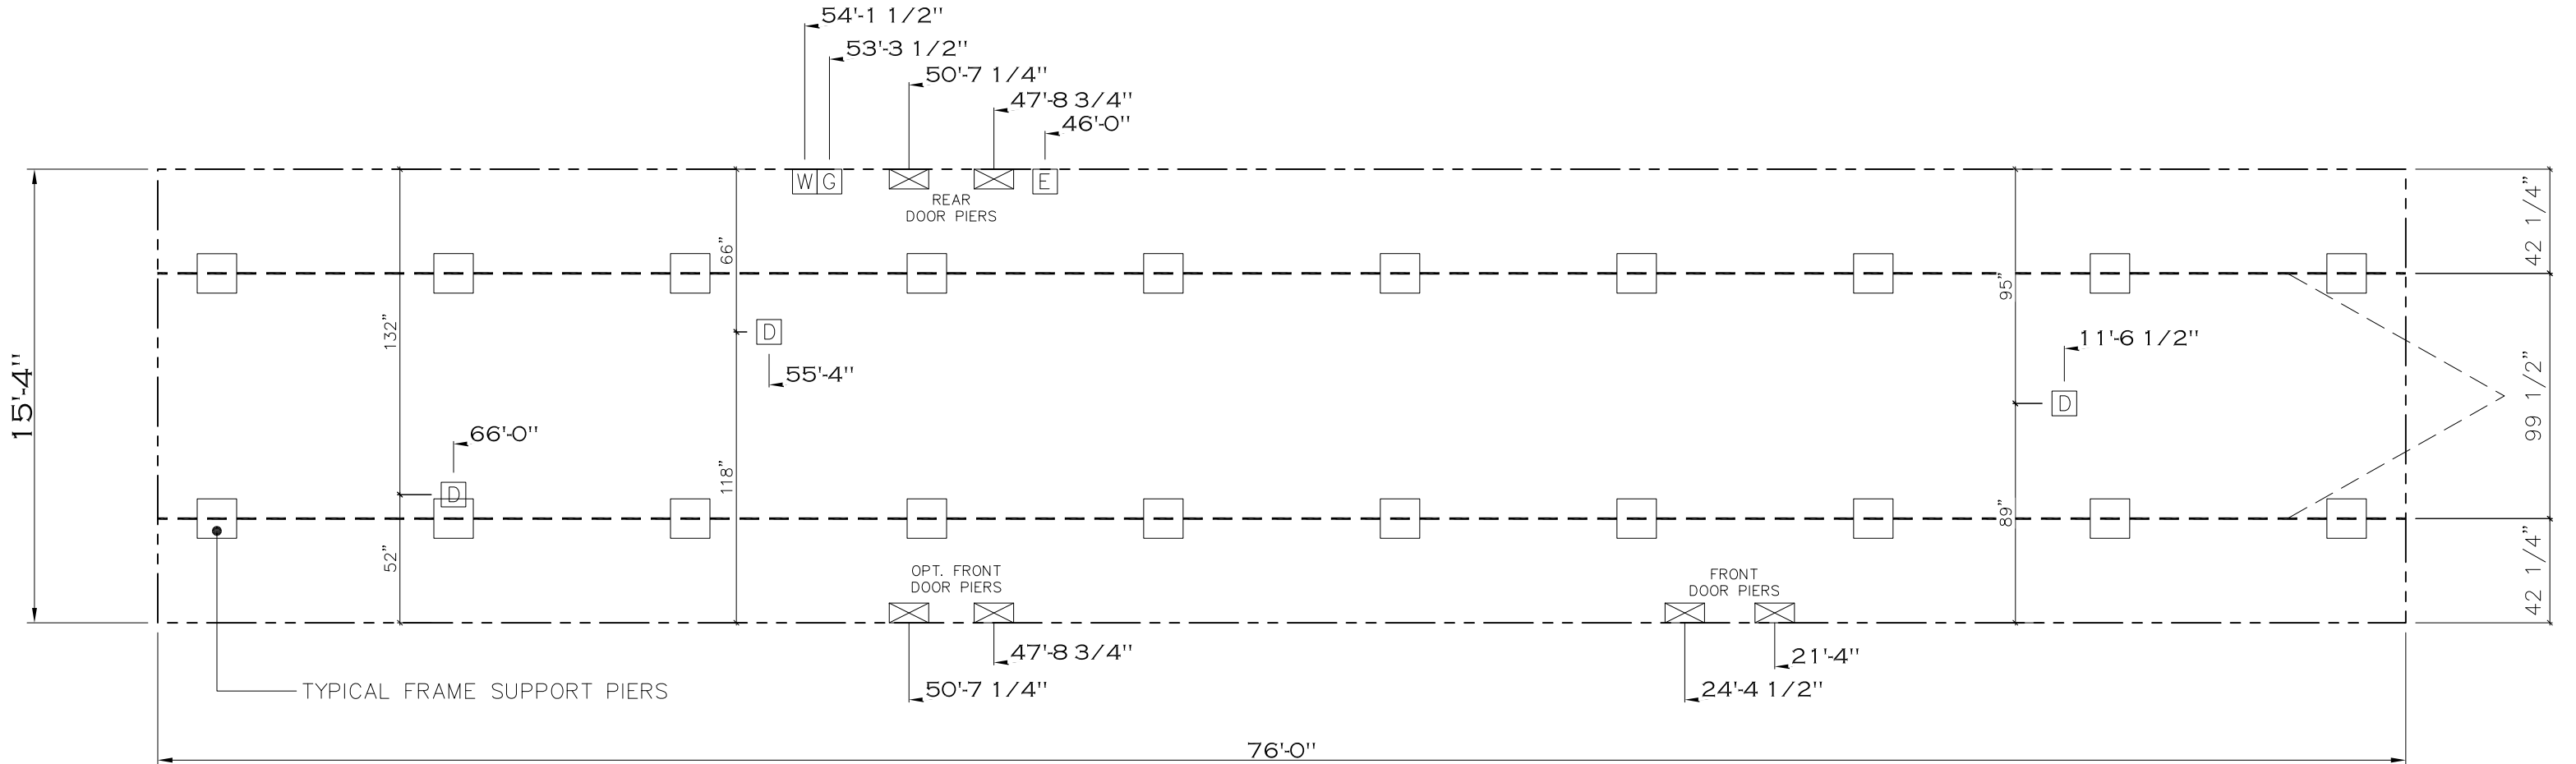 54'-1 1/2"
53'-3 1/2"
50'-7 1/4"
47'-8 3/4"
46'-0"
W G E
REAR
DOOR PIERS
42 1/4"
66"
95"
132"
D
55'-4"
11'-6 1/2"
D
99 1/2"
15'-4"
66'-0"
D
118"
89"
52"
OPT. FRONT
DOOR PIERS
FRONT
DOOR PIERS
42 1/4"
47'-8 3/4"
50'-7 1/4"
21'-4"
24'-4 1/2"
TYPICAL FRAME SUPPORT PIERS
76'-0"